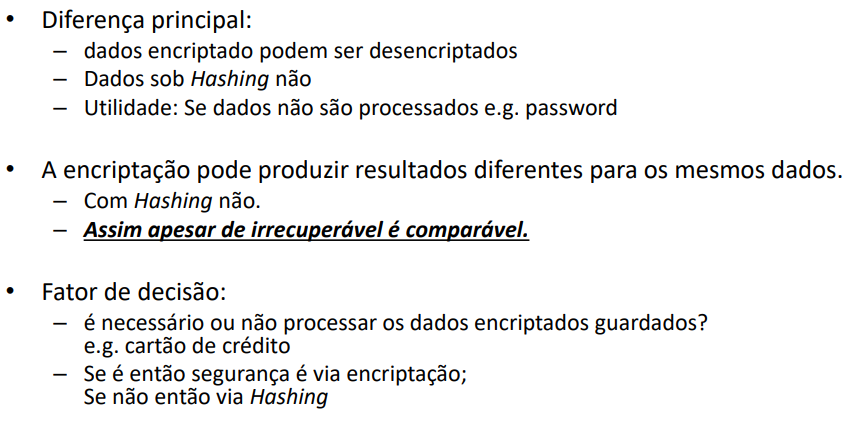 • Diferença principal:
– dados encriptado podem ser desencriptados
– Dados sob Hashing não
– Utilidade: Se dados não são processados e.g. password
• A encriptação pode produzir resultados diferentes para os mesmos dados.
– Com Hashing não.
– Assim apesar de irrecuperável é comparável.
• Fator de decisão:
– é necessário ou não processar os dados encriptados guardados?
e.g. cartão de crédito
– Se é então segurança é via encriptação;
Se não então via Hashing